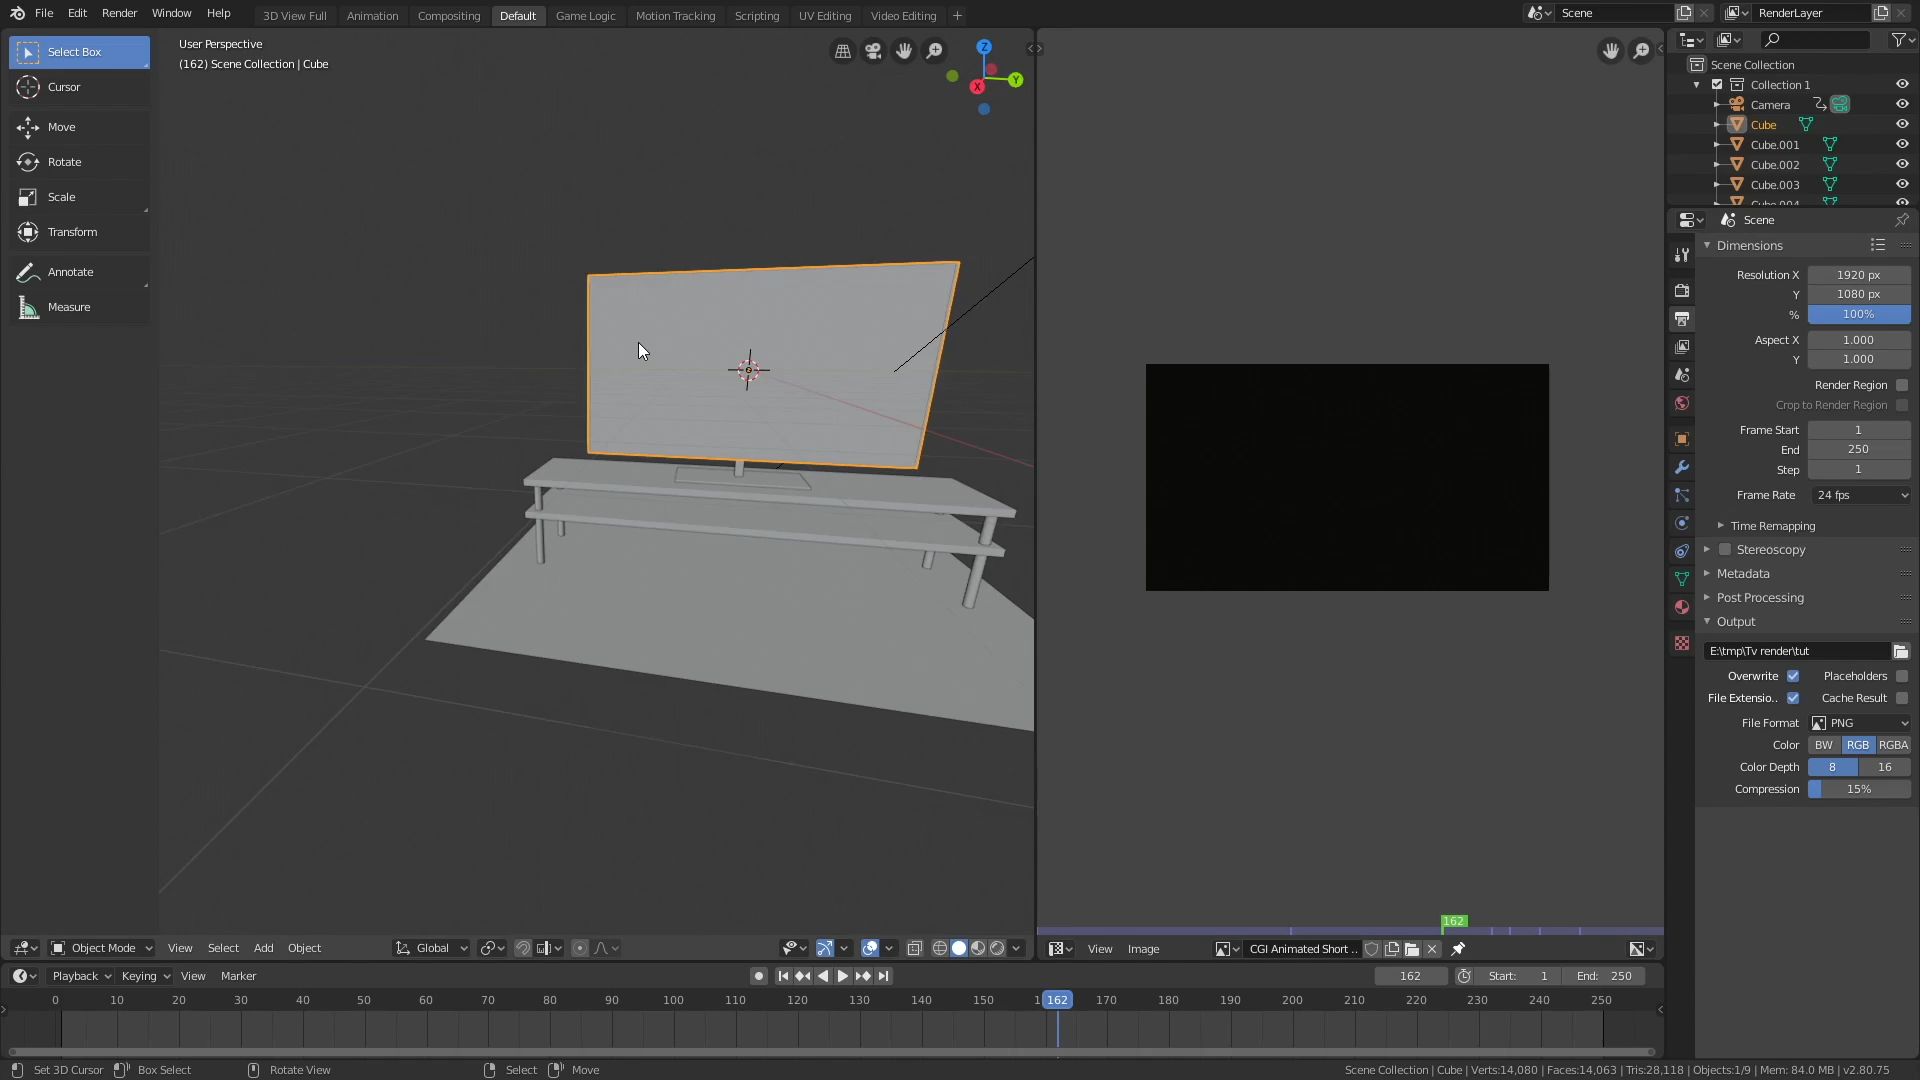 File Edit Render Window Help
3D View Full Animation Compositing Default Game Logic Motion Tracking Scripting UV Editing Video Editing
Scene
RenderLayer
Select Box
Cursor
Move
Rotate
Scale
Transform
Annotate
Measure
User Perspective
(162) Scene Collection | Cube
Z
Y
X
Scene Collection
Collection 1
Camera
Cube
Cube.001
Cube.002
Cube.003
Cube.004
Scene
Dimensions
Resolution X 1920 px
Y 1080 px
% 100%
Aspect X 1.000
Y 1.000
Render Region
Crop to Render Region
Frame Start 1
End 250
Step 1
Frame Rate 24 fps
Time Remapping
Stereoscopy
Metadata
Post Processing
Output
E:\tmp\Tv render\tut
Overwrite Placeholders
File Extensio.. Cache Result
File Format PNG
Color BW RGB RGBA
Color Depth 8 16
Compression 15%
162
Object Mode View Select Add Object Global
View Image CGI Animated Short ..
Playback Keying View Marker
162 Start: 1 End: 250
0 10 20 30 40 50 60 70 80 90 100 110 120 130 140 150 1 162 170 180 190 200 210 220 230 240 250
Set 3D Cursor Box Select Rotate View Select Move
Scene Collection | Cube | Verts:14,080 | Faces:14,063 | Tris:28,118 | Objects:1/9 | Mem: 84.0 MB | v2.80.75